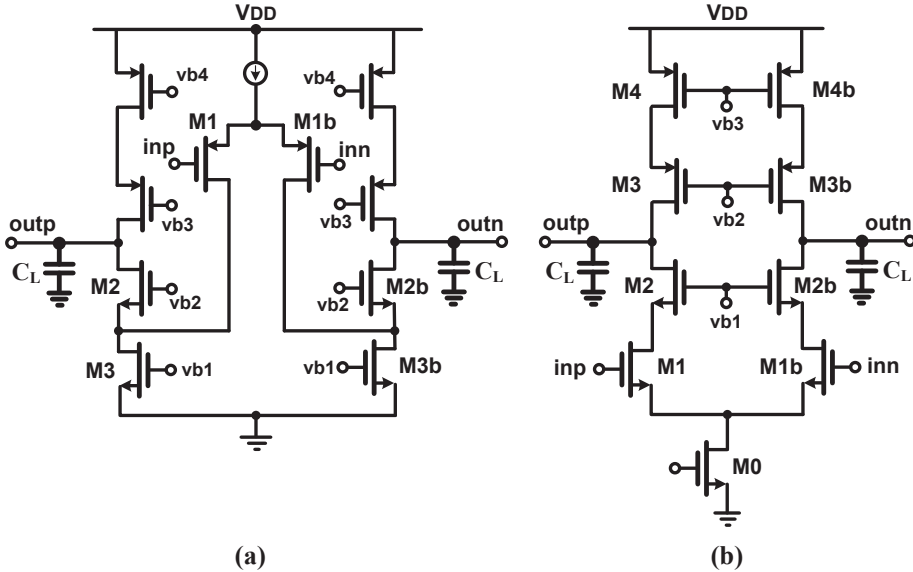 VDD
vb4
vb4
M1
M1b
inp
inn
vb3
vb3
outp
outn
CL
CL
M2
vb2
vb2
M2b
M3
vb1
vb1
M3b
(a)
VDD
M4
M4b
vb3
M3
M3b
vb2
outp
outn
CL
CL
M2
M2b
vb1
inp
M1
M1b
inn
M0
(b)